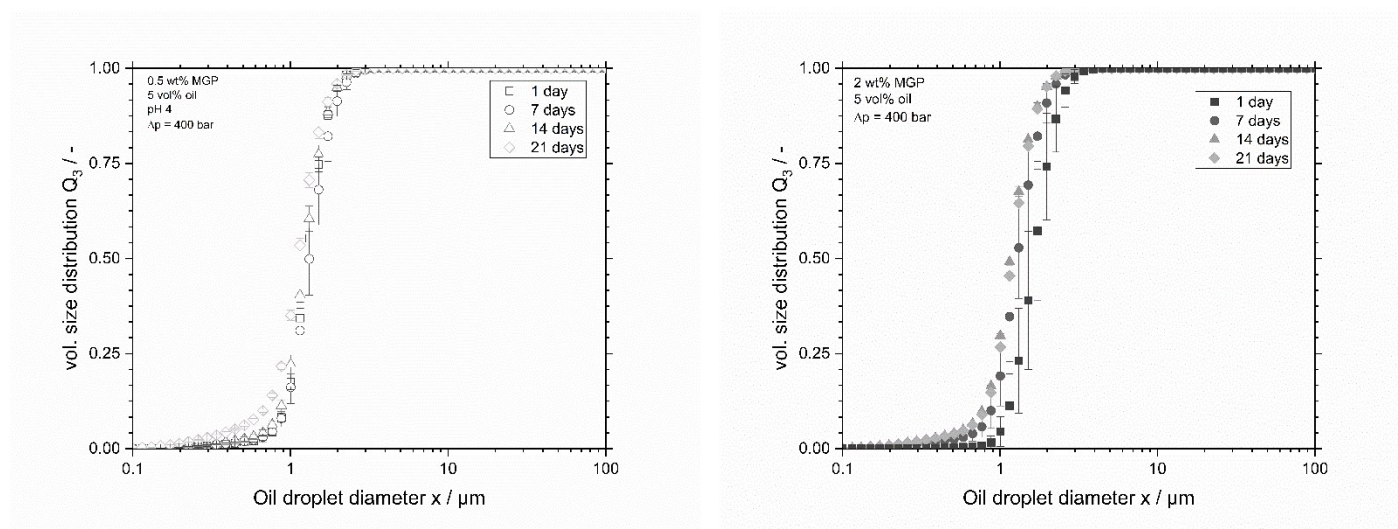 0.5 wt% MGP
5 vol% oil
pH 4
Δp = 400 bar
1 day
7 days
14 days
21 days
1.00
0.75
0.50
0.25
0.00
vol. size distribution Q3 / -
0.1
1
10
100
Oil droplet diameter x / µm
2 wt% MGP
5 vol% oil
Δp = 400 bar
1 day
7 days
14 days
21 days
1.00
0.75
0.50
0.25
0.00
vol. size distribution Q3 / -
0.1
1
10
100
Oil droplet diameter x / µm